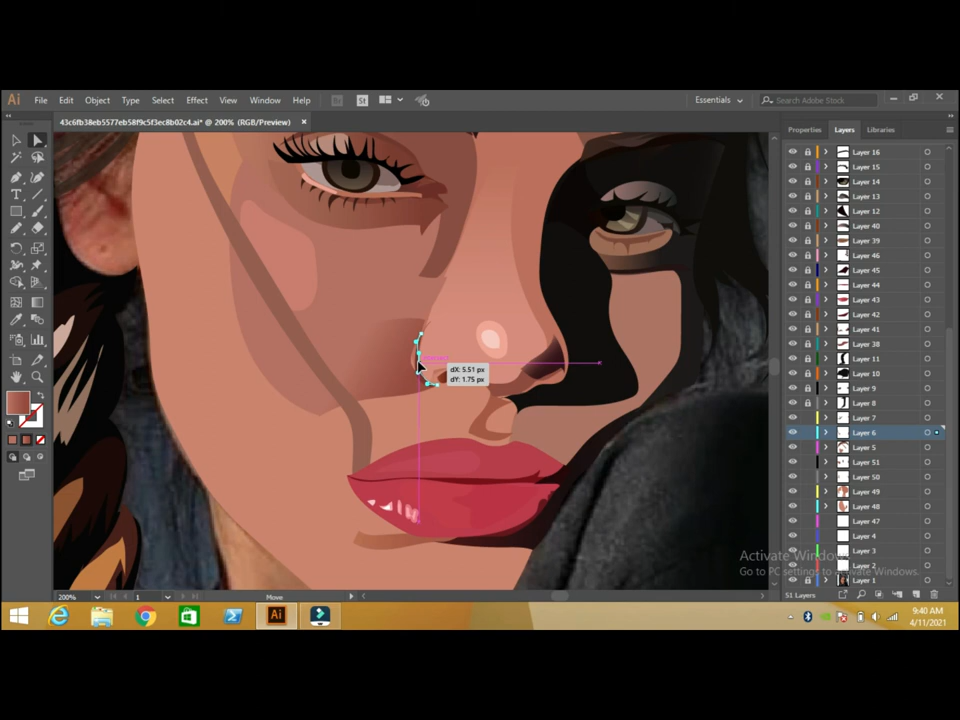 Ai File Edit Object Type Select Effect View Window Help Br St Essentials Search Adobe Stock
43c6fb38eb5577eb58f9c5f3ec8b02c4.ai* @ 200% (RGB/Preview) ×
Properties Layers Libraries
Layer 16
Layer 15
Layer 14
Layer 13
Layer 12
Layer 40
Layer 39
Layer 46
Layer 45
Layer 44
Layer 43
Layer 42
Layer 41
Layer 38
Layer 11
Layer 10
Layer 9
Layer 8
Layer 7
Layer 6
Layer 5
Layer 51
Layer 50
Layer 49
Layer 48
Layer 47
Layer 4
Layer 3
Layer 2
Layer 1
dX: 5.51 px
dY: 1.75 px
Activate Windows
Go to PC settings to activate Windows.
200% 1 Move 51 Layers
Ai
9:40 AM
4/11/2021